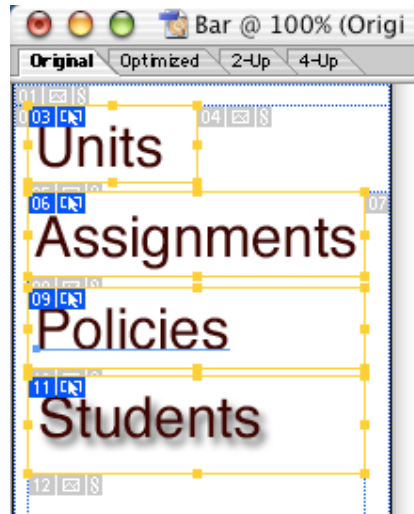 Bar @ 100% (Origi
Original Optimized 2-Up 4-Up
01
03 04
Units
06 07
Assignments
09
Policies
11
Students
12